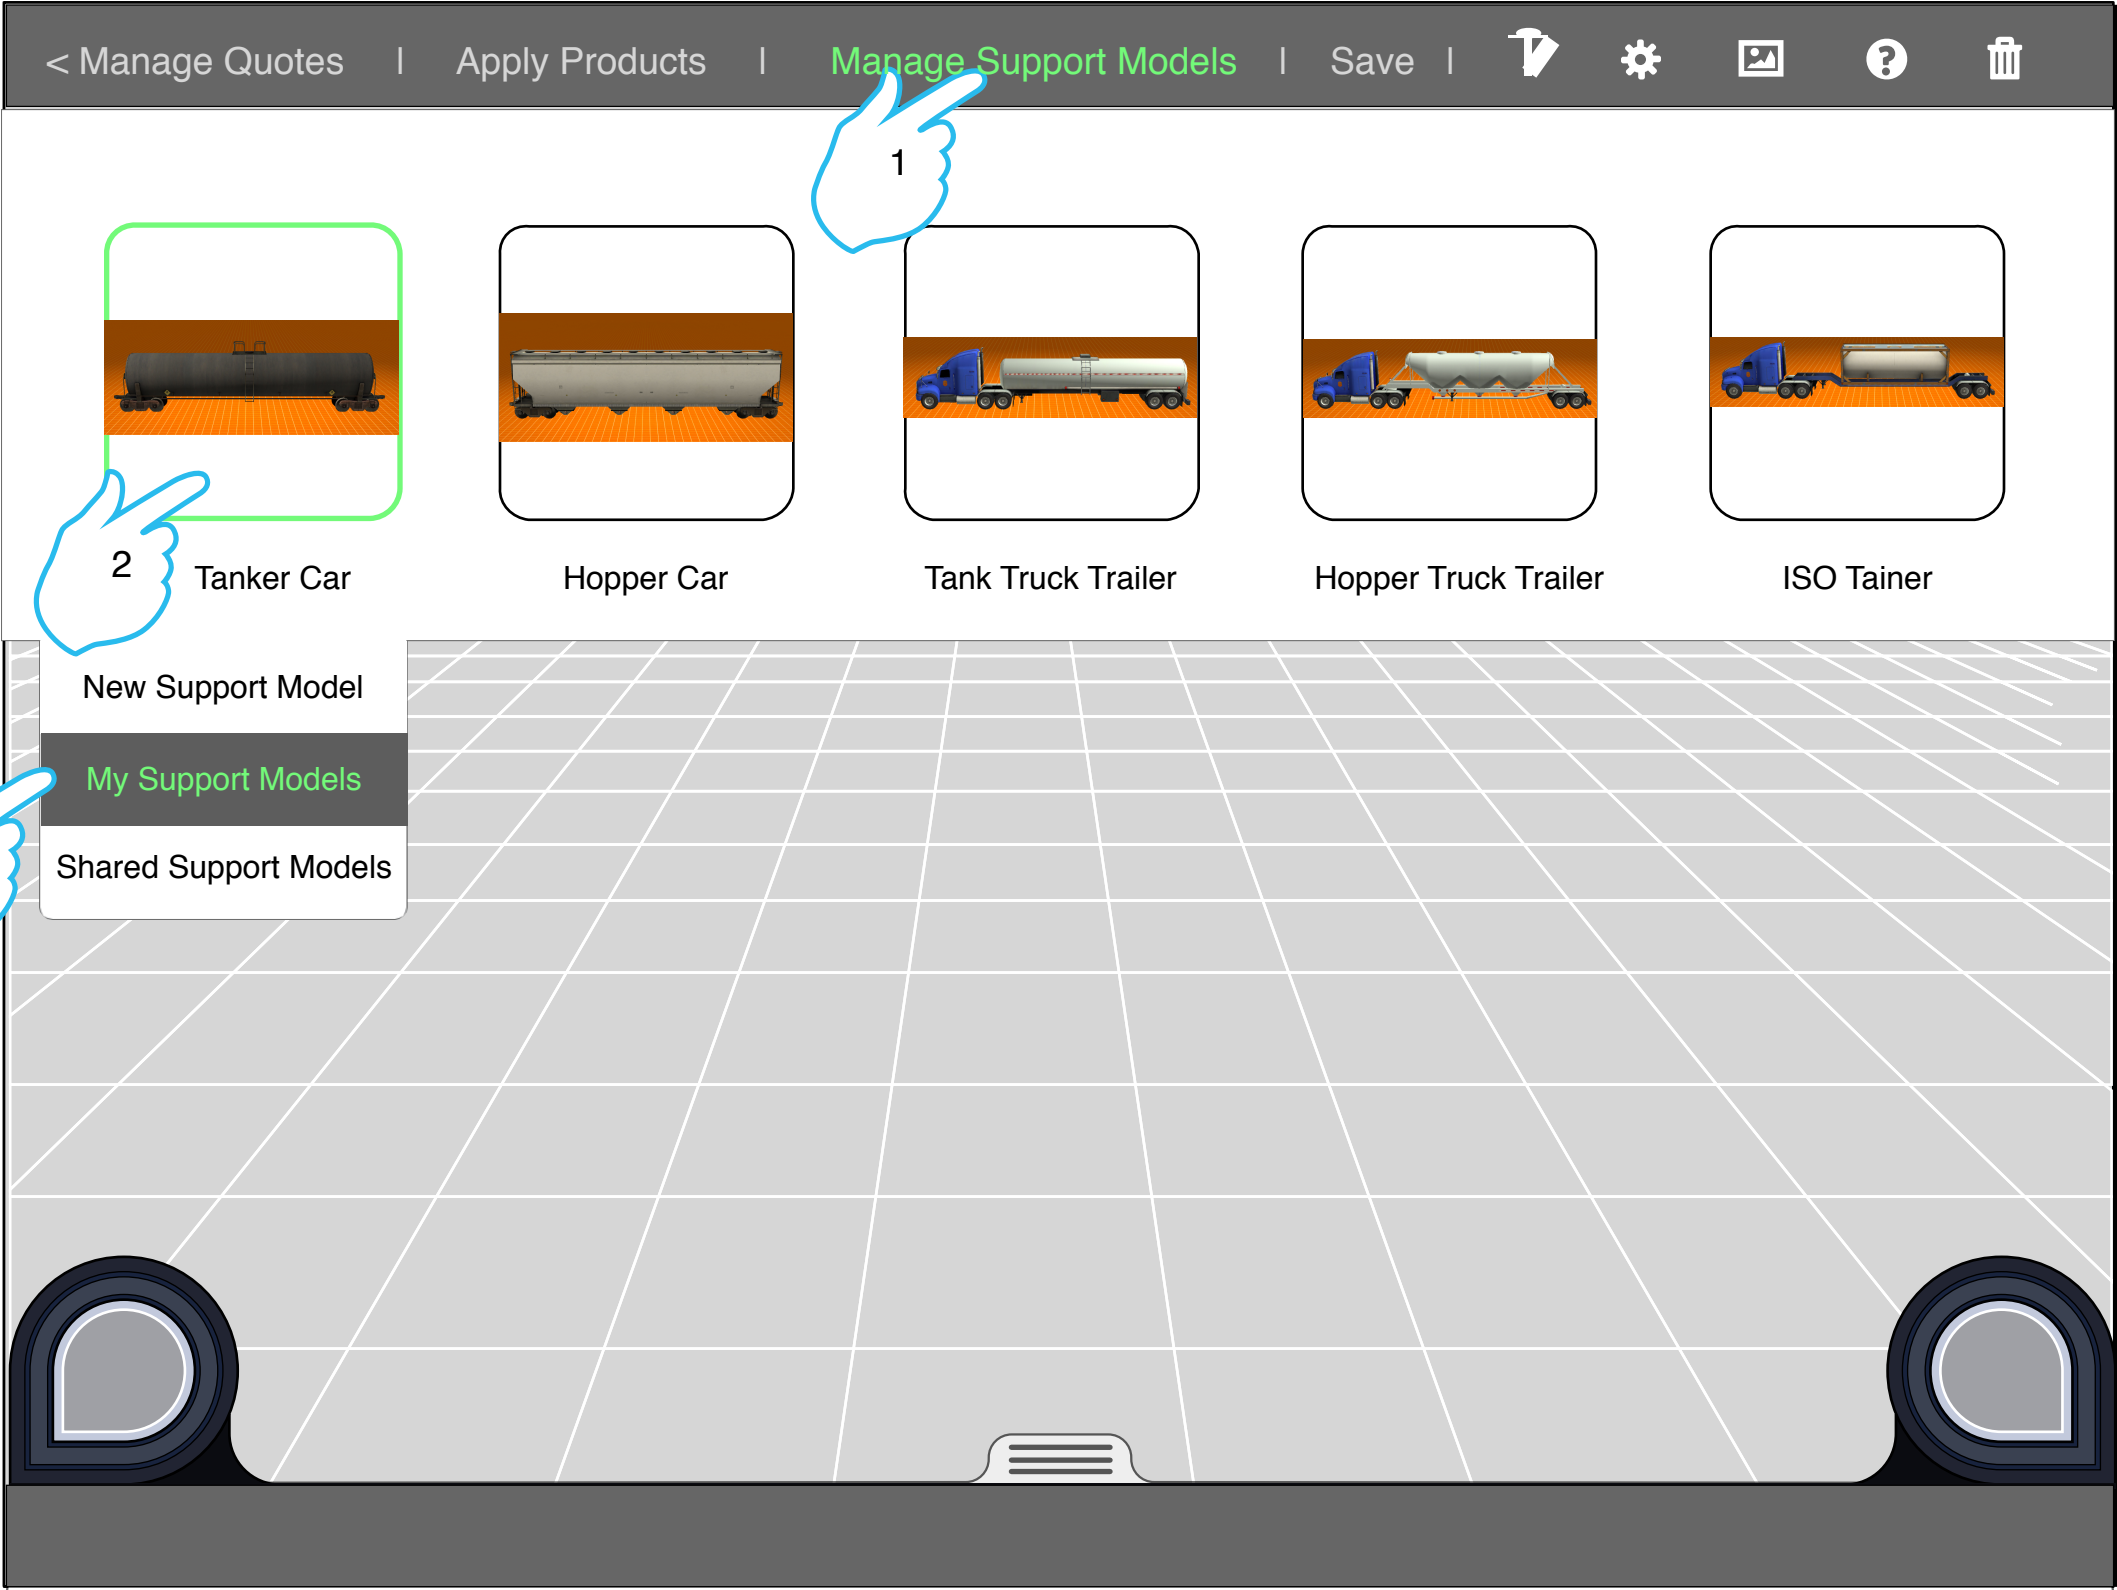 < Manage Quotes | Apply Products | Manage Support Models | Save |
1
2
Tanker Car Hopper Car Tank Truck Trailer Hopper Truck Trailer ISO Tainer
New Support Model
My Support Models
Shared Support Models